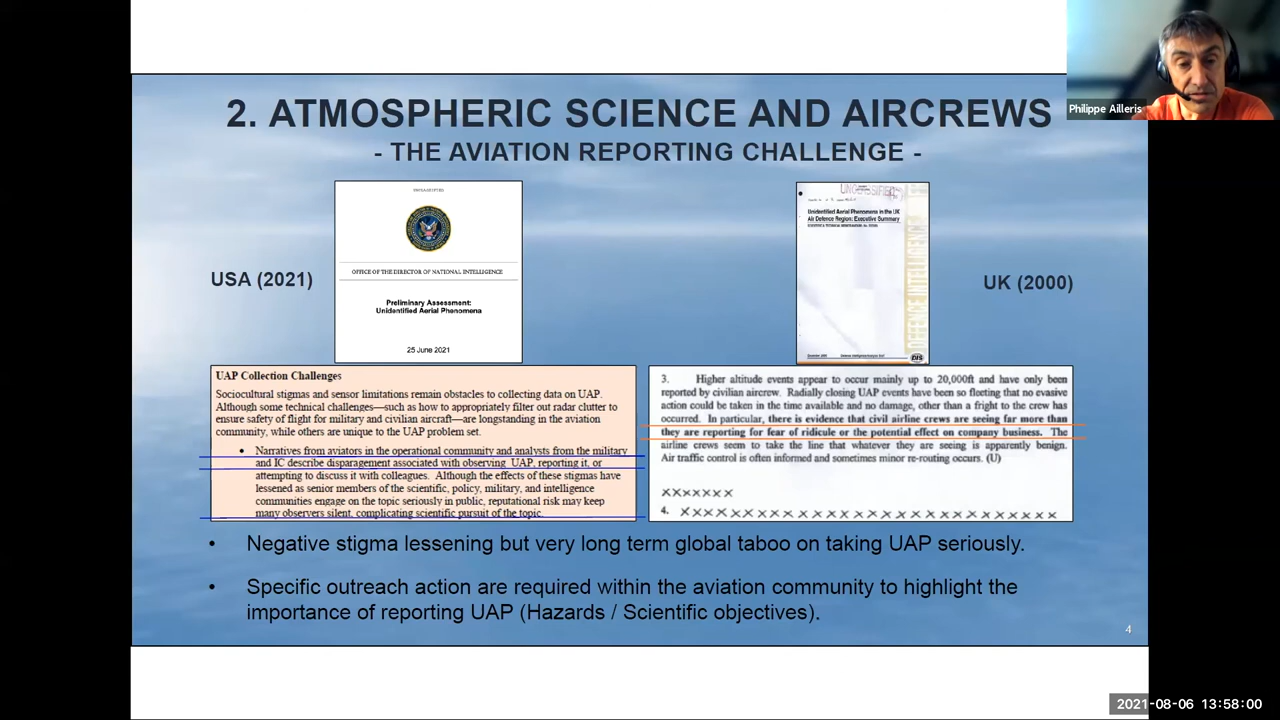 2. ATMOSPHERIC SCIENCE AND AIRCREWS
- THE AVIATION REPORTING CHALLENGE -
Philippe Ailleris
USA (2021)
UNCLASSIFIED
OFFICE OF THE DIRECTOR OF NATIONAL INTELLIGENCE
Preliminary Assessment:
Unidentified Aerial Phenomena
25 June 2021
UNCLASSIFIED
Unidentified Aerial Phenomena in the UK
Air Defence Region: Executive Summary
DIS
UK (2000)
UAP Collection Challenges
Sociocultural stigmas and sensor limitations remain obstacles to collecting data on UAP.
Although some technical challenges—such as how to appropriately filter out radar clutter to
ensure safety of flight for military and civilian aircraft—are longstanding in the aviation
community, while others are unique to the UAP problem set.
• Narratives from aviators in the operational community and analysts from the military
and IC describe disparagement associated with observing UAP, reporting it, or
attempting to discuss it with colleagues. Although the effects of these stigmas have
lessened as senior members of the scientific, policy, military, and intelligence
communities engage on the topic seriously in public, reputational risk may keep
many observers silent, complicating scientific pursuit of the topic.
3. Higher altitude events appear to occur mainly up to 20,000ft and have only been
reported by civilian aircrew. Radially closing UAP events have been so fleeting that no evasive
action could be taken in the time available and no damage, other than a fright to the crew has
occurred. In particular, there is evidence that civil airline crews are seeing far more than
they are reporting for fear of ridicule or the potential effect on company business. The
airline crews seem to take the line that whatever they are seeing is apparently benign.
Air traffic control is often informed and sometimes minor re-routing occurs. (U)
XXXXXXX
4. XXXXXXXXXXXXXXXXXXXXXXXXXXXXX
• Negative stigma lessening but very long term global taboo on taking UAP seriously.
• Specific outreach action are required within the aviation community to highlight the
importance of reporting UAP (Hazards / Scientific objectives).
4
2021-08-06 13:58:00